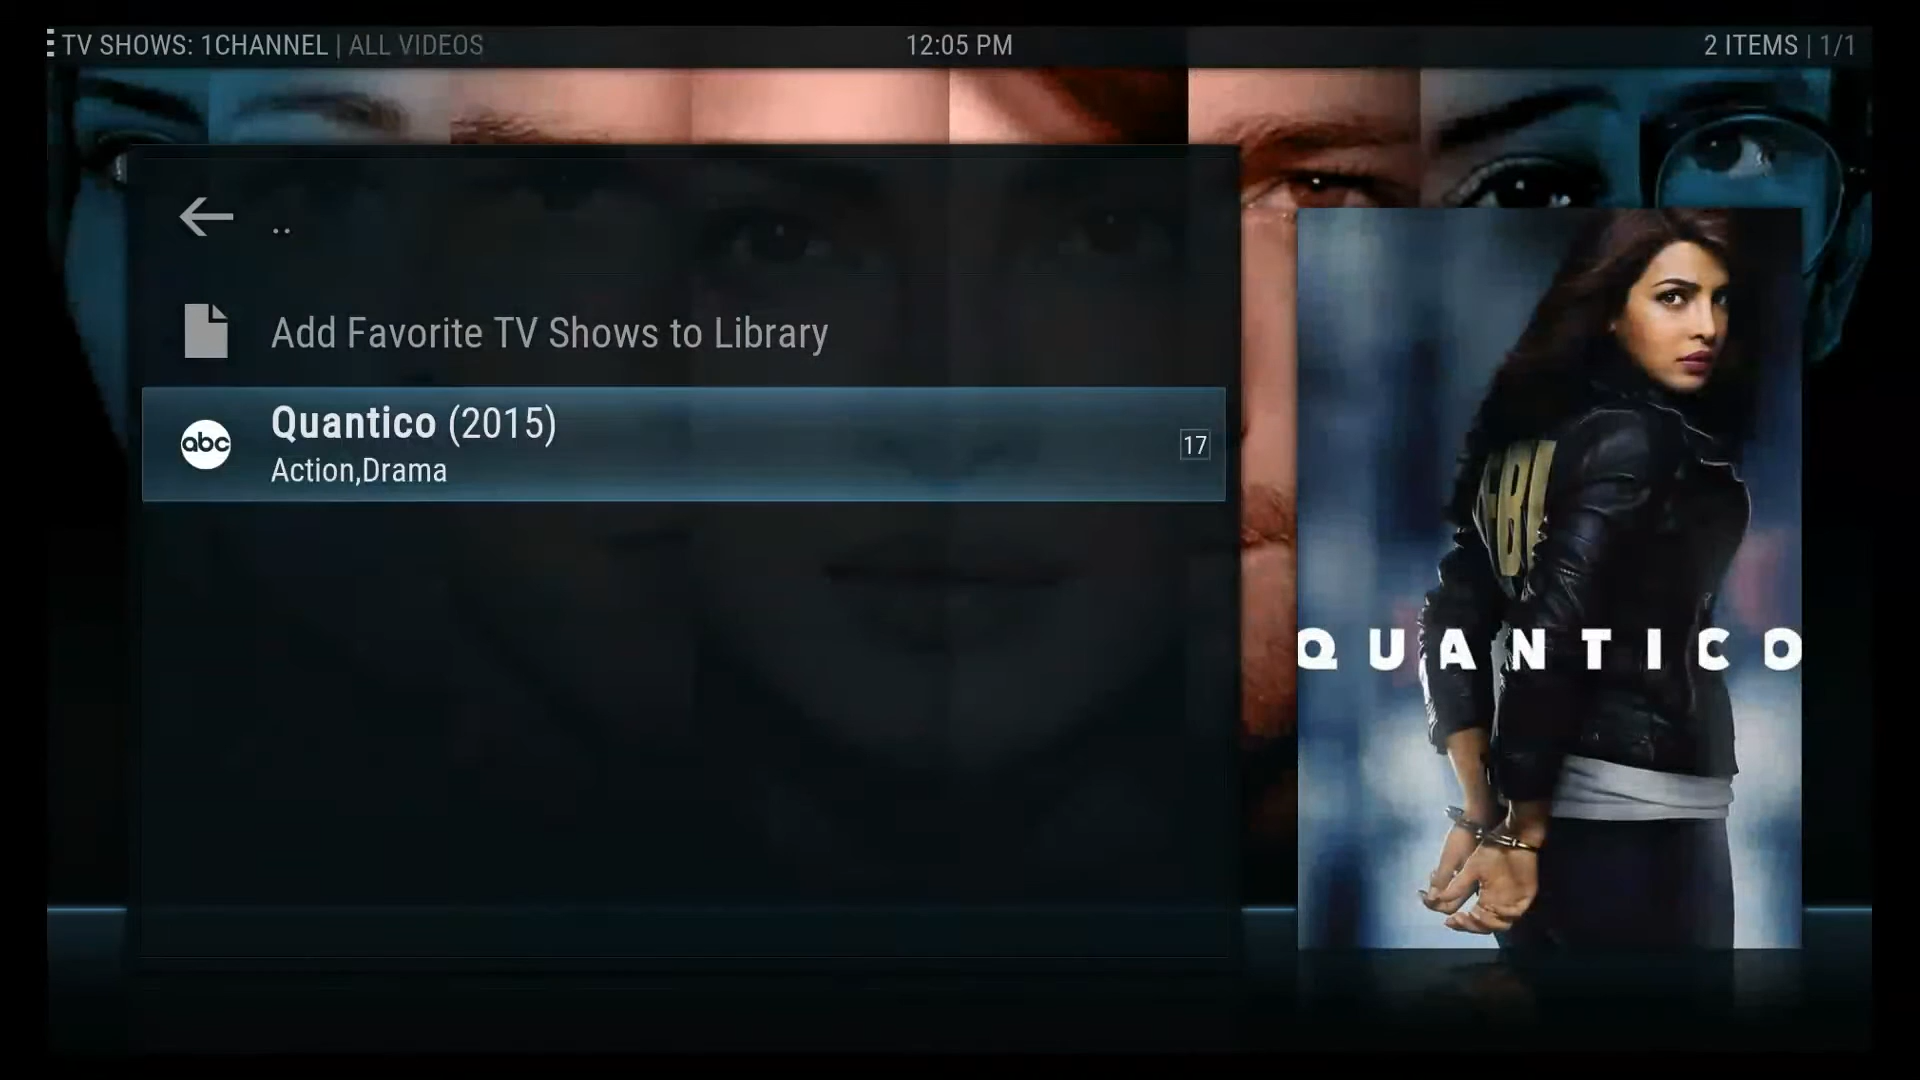 TV SHOWS: 1CHANNEL | ALL VIDEOS
12:05 PM
2 ITEMS | 1/1
..
Add Favorite TV Shows to Library
abc
Quantico (2015)
Action,Drama
17
FBI
QUANTICO